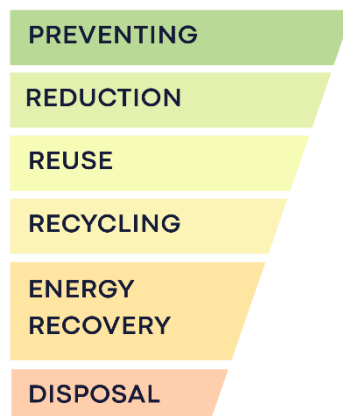 PREVENTING
REDUCTION
REUSE
RECYCLING
ENERGY
RECOVERY
DISPOSAL